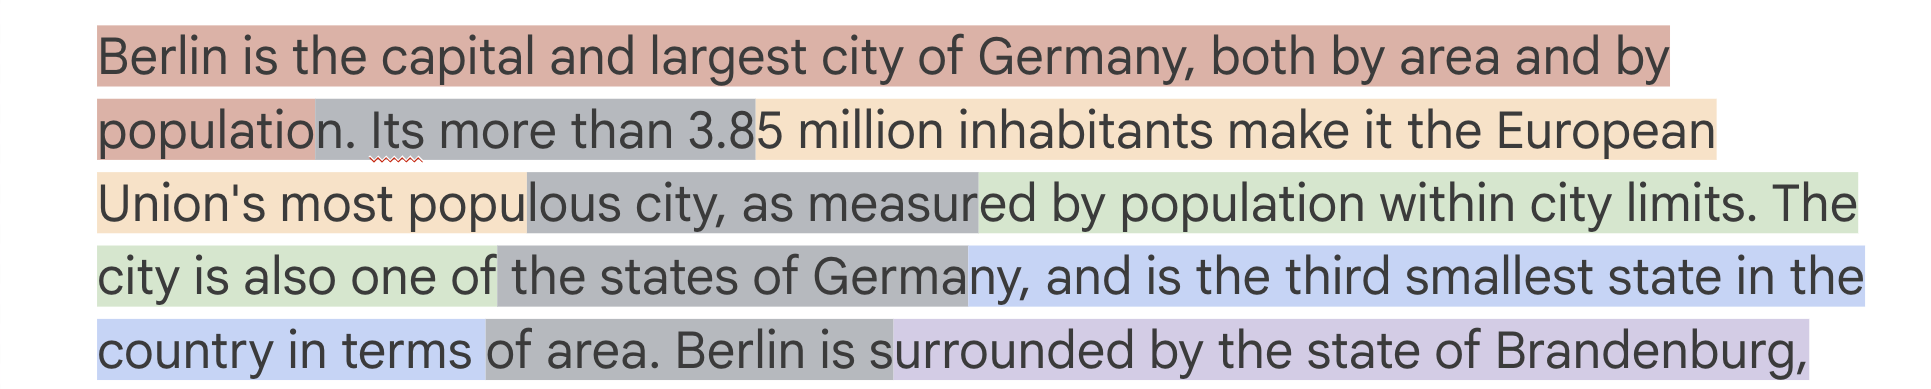 Berlin is the capital and largest city of Germany, both by area and by
population. Its more than 3.85 million inhabitants make it the European
Union's most populous city, as measured by population within city limits. The
city is also one of the states of Germany, and is the third smallest state in the
country in terms of area. Berlin is surrounded by the state of Brandenburg,